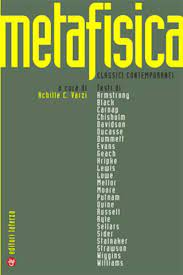 metafisica
CLASSICI CONTEMPORANEI
a cura di
Achille C. Varzi
Testi di
Armstrong
Black
Carnap
Chisholm
Davidson
Ducasse
Dummett
Evans
Geach
Kripke
Lewis
Lowe
Mellor
Moore
Putnam
Quine
Russell
Ryle
Sellars
Sider
Stalnaker
Strawson
Wiggins
Williams
editori laterza